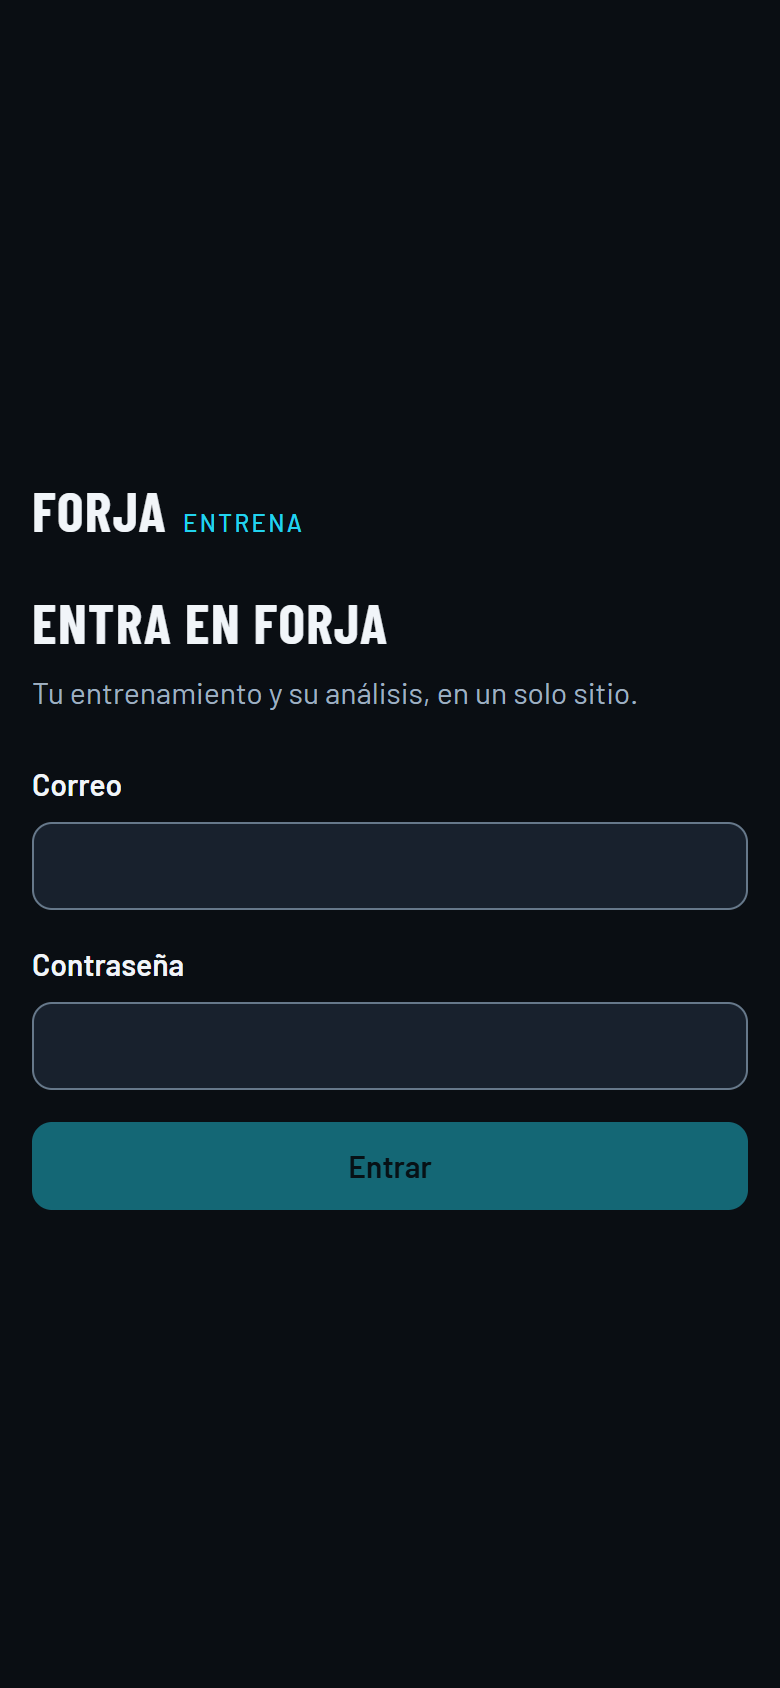 FORJA ENTRENA
ENTRA EN FORJA
Tu entrenamiento y su análisis, en un solo sitio.
Correo
Contraseña
Entrar